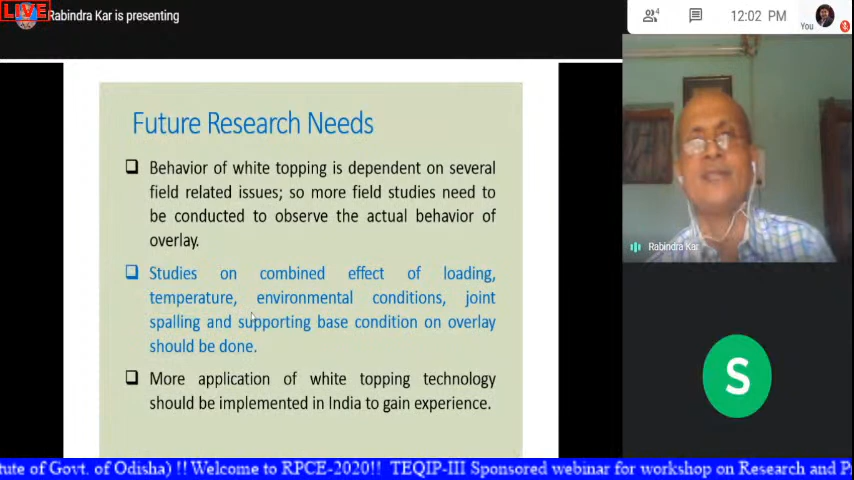 LIVE
Rabindra Kar is presenting
4
12:02 PM
You
Future Research Needs
Behavior of white topping is dependent on several
field related issues; so more field studies need to
be conducted to observe the actual behavior of
overlay.
Studies on combined effect of loading,
temperature, environmental conditions, joint
spalling and supporting base condition on overlay
should be done.
More application of white topping technology
should be implemented in India to gain experience.
Rabindra Kar
S
tute of Govt. of Odisha) !! Welcome to RPCE-2020!! TEQIP-III Sponsored webinar for workshop on Research and P